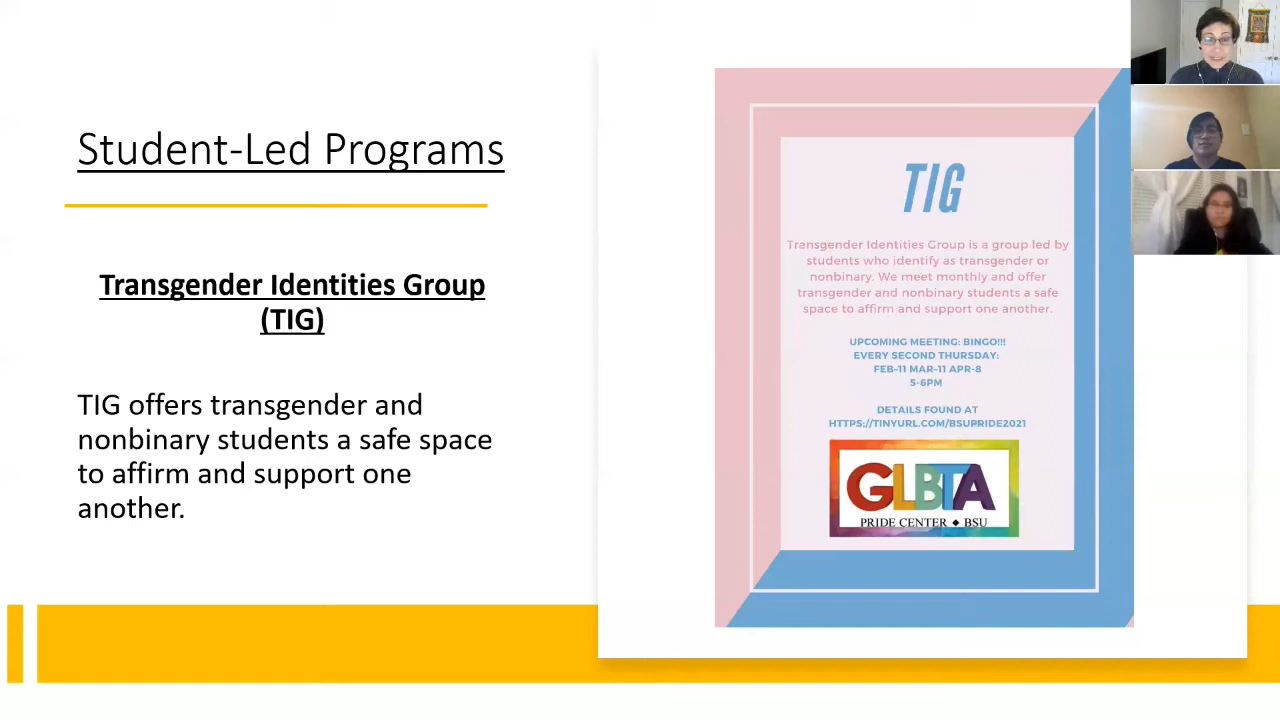 Student-Led Programs
Transgender Identities Group
(TIG)
TIG offers transgender and
nonbinary students a safe space
to affirm and support one
another.
TIG
Transgender Identities Group is a group led by
students who identify as transgender or
nonbinary. We meet monthly and offer
transgender and nonbinary students a safe
space to affirm and support one another.
UPCOMING MEETING: BINGO!!!
EVERY SECOND THURSDAY:
FEB-11 MAR-11 APR-8
5-6PM
DETAILS FOUND AT
HTTPS://TINYURL.COM/BSUPRIDE2021
GLBTA
PRIDE CENTER ◆ BSU